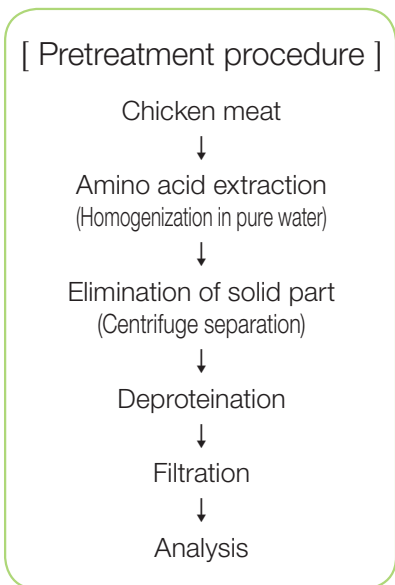 [ Pretreatment procedure ]
Chicken meat
↓
Amino acid extraction
(Homogenization in pure water)
↓
Elimination of solid part
(Centrifuge separation)
↓
Deproteination
↓
Filtration
↓
Analysis